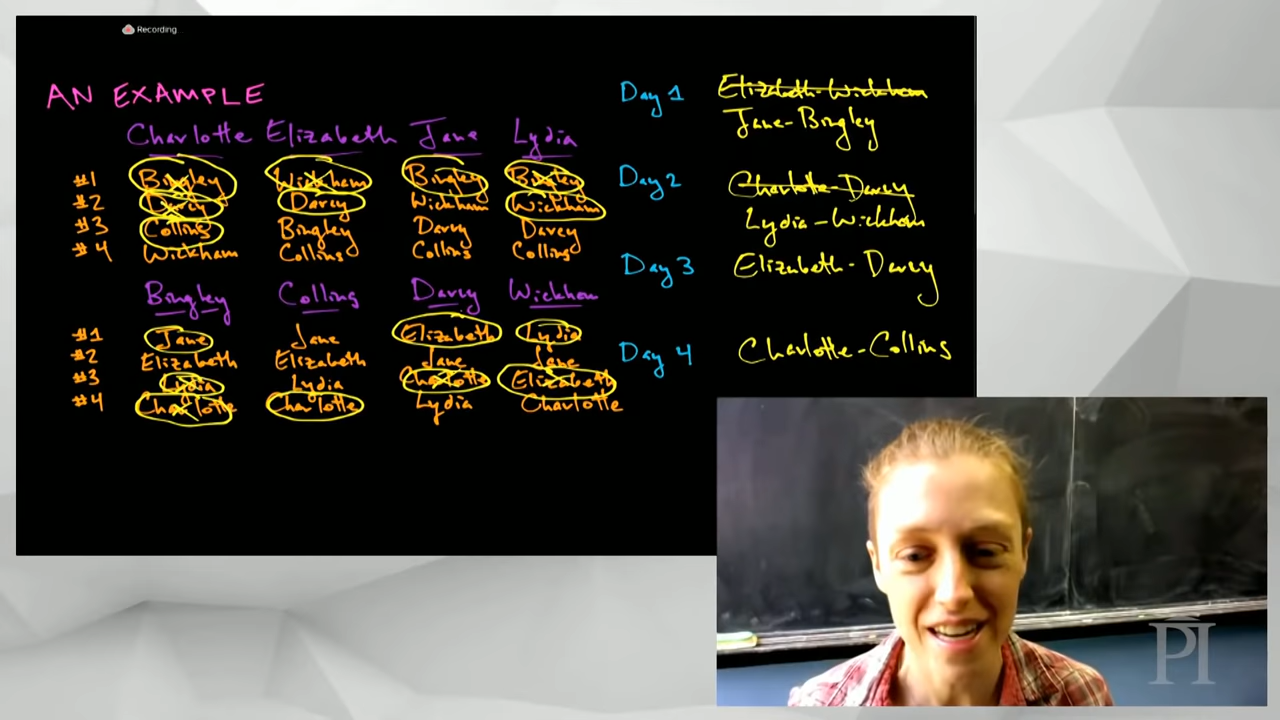 Recording...
AN EXAMPLE
Charlotte Elizabeth Jane Lydia
#1 Bingley Wickham Bingley Bingley
#2 Darcy Darcy Wickham Wickham
#3 Collins Bingley Darcy Darcy
#4 Wickham Collins Collins Collins
Bingley Collins Darcy Wickham
#1 Jane Jane Elizabeth Lydia
#2 Elizabeth Elizabeth Jane Jane
#3 Lydia Lydia Charlotte Elizabeth
#4 Charlotte Charlotte Lydia Charlotte
Day 1 Elizabeth-Wickham
Jane-Bingley
Day 2 Charlotte-Darcy
Lydia-Wickham
Day 3 Elizabeth-Darcy
Day 4 Charlotte-Collins
PI